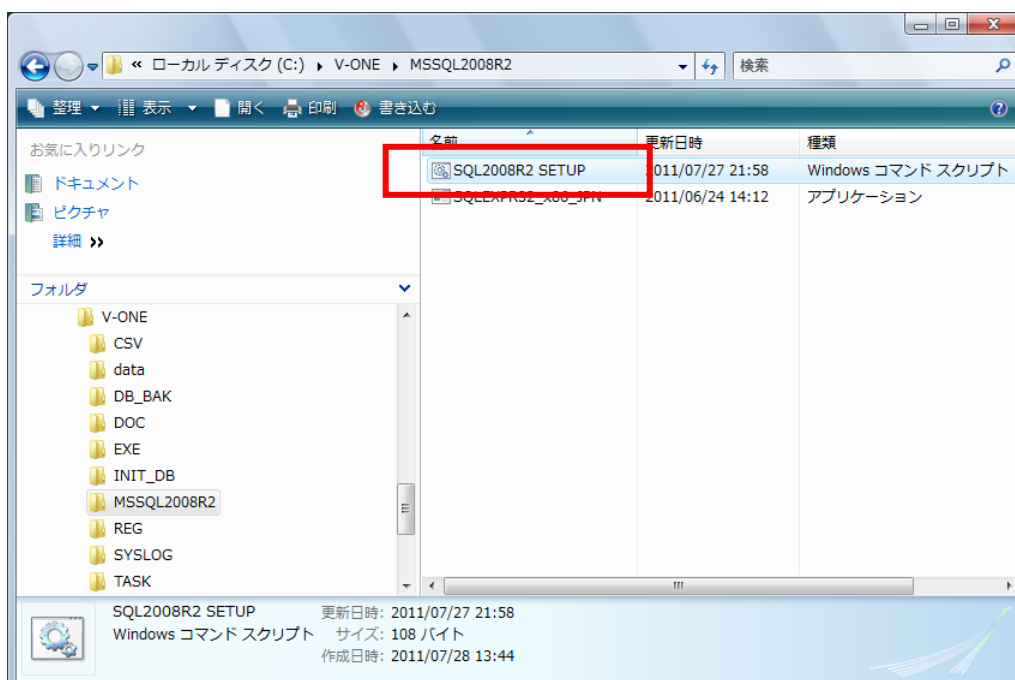 « ローカル ディスク (C:) ▸ V-ONE ▸ MSSQL2008R2
検索
整理 表示 開く 印刷 書き込む
お気に入りリンク
ドキュメント
ピクチャ
詳細 »
フォルダ
V-ONE
CSV
data
DB_BAK
DOC
EXE
INIT_DB
MSSQL2008R2
REG
SYSLOG
TASK
名前 更新日時 種類
SQL2008R2 SETUP 2011/07/27 21:58 Windows コマンド スクリプト
SQLEXPR32_x86_JPN 2011/06/24 14:12 アプリケーション
SQL2008R2 SETUP 更新日時: 2011/07/27 21:58
Windows コマンド スクリプト サイズ: 108 バイト
作成日時: 2011/07/28 13:44